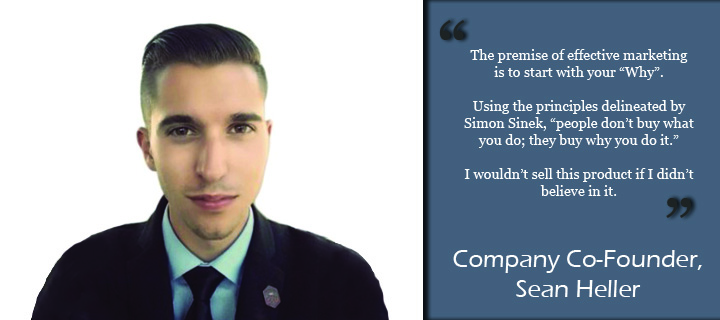 “
The premise of effective marketing
is to start with your “Why”.
Using the principles delineated by
Simon Sinek, “people don’t buy what
you do; they buy why you do it.”
I wouldn’t sell this product if I didn’t
believe in it.
”
Company Co-Founder,
Sean Heller